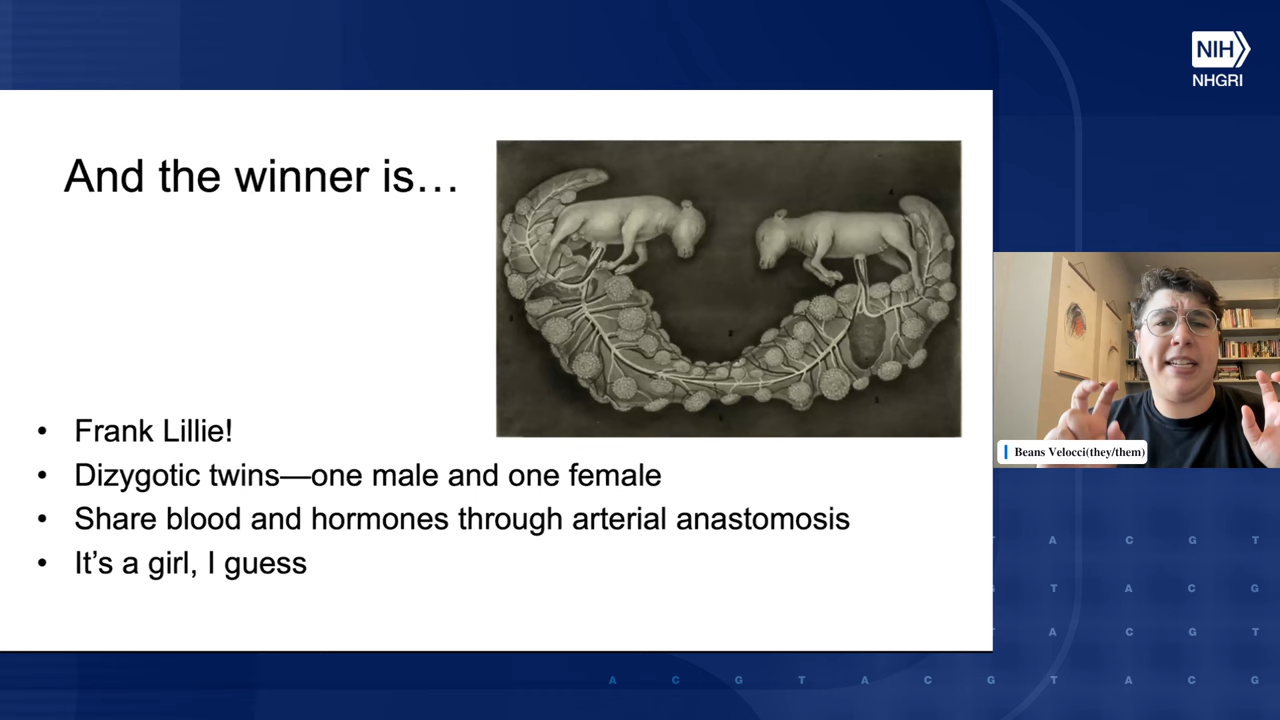 NIH
NHGRI
And the winner is…
• Frank Lillie!
• Dizygotic twins—one male and one female
• Share blood and hormones through arterial anastomosis
• It’s a girl, I guess
Beans Velocci(they/them)
A C G T
T A C G
A C G T
A C G T A C G T A C G